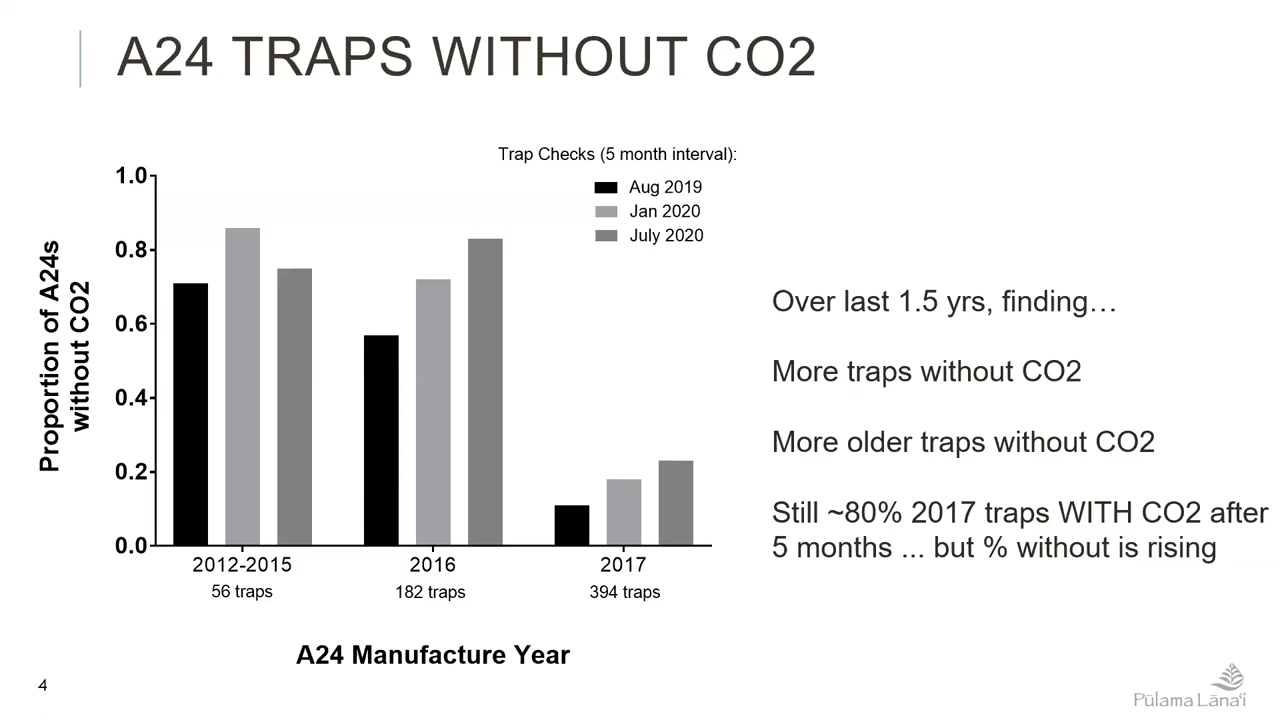 A24 TRAPS WITHOUT CO2
Trap Checks (5 month interval):
Aug 2019
Jan 2020
July 2020
1.0
0.8
0.6
0.4
0.2
0.0
Proportion of A24s
without CO2
2012-2015
2016
2017
56 traps
182 traps
394 traps
A24 Manufacture Year
Over last 1.5 yrs, finding…
More traps without CO2
More older traps without CO2
Still ~80% 2017 traps WITH CO2 after
5 months ... but % without is rising
4
Pūlama Lānaʻi